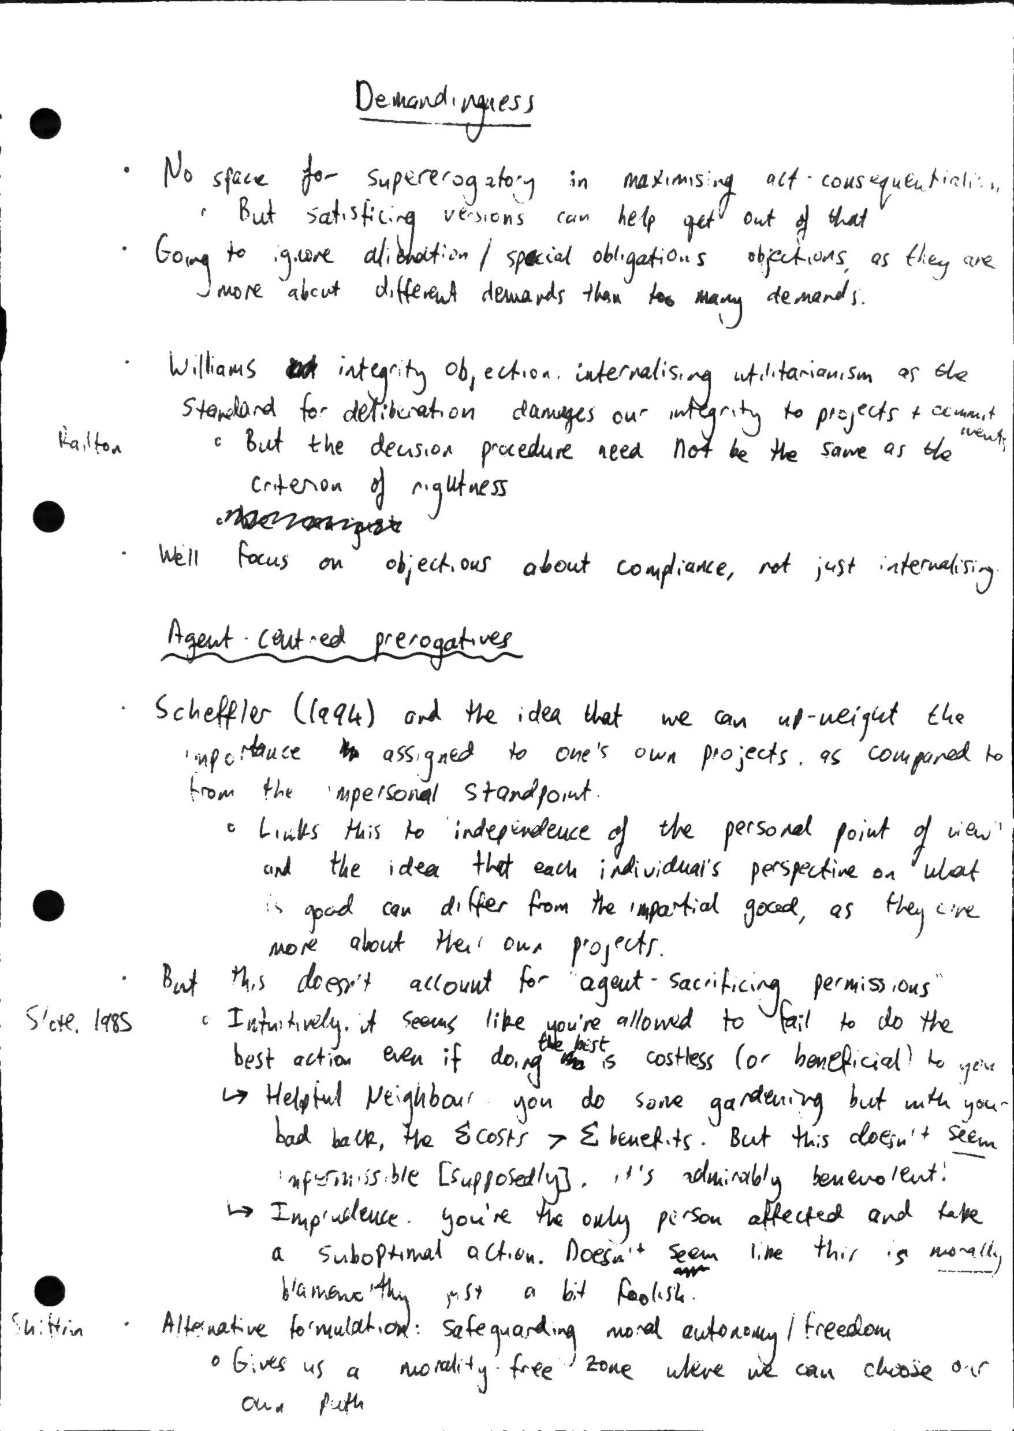 Demandingness
· No space for supererogatory in maximising act-consequentialism
◦ But satisficing versions can help get out of that
· Going to ignore alienation / special obligations objections, as they are
more about different demands than too many demands.
· Williams integrity objection. internalising utilitarianism as the
standard for deliberation damages our integrity to projects + commitments
Railton ◦ But the decision procedure need not be the same as the
criterion of rightness
· We'll focus on objections about compliance, not just internalising.
Agent-centred prerogatives
· Scheffler (1994) and the idea that we can up-weight the
importance assigned to one's own projects, as compared to
from the impersonal standpoint.
◦ Links this to 'independence of the personal point of view'
and the idea that each individual's perspective on what
is good can differ from the impartial good, as they care
more about their own projects.
· But this doesn't account for "agent-sacrificing permissions"
Slote, 1985 ◦ Intuitively, it seems like you're allowed to fail to do the
best action even if doing the best is costless (or beneficial) to you
↳ Helpful Neighbour. you do some gardening but with your
bad back, the Σcosts > Σbenefits. But this doesn't seem
impermissible [supposedly], it's admirably benevolent!
↳ Imprudence. you're the only person affected and take
a suboptimal action. Doesn't seem like this is morally
blameworthy just a bit foolish.
Shiffrin · Alternative formulation: safeguarding moral autonomy / freedom
◦ Gives us a morality-free zone where we can choose our
own path